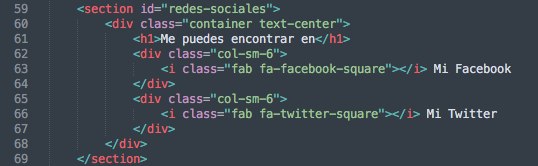 59 <section id="redes-sociales">
60 <div class="container text-center">
61 <h1>Me puedes encontrar en</h1>
62 <div class="col-sm-6">
63 <i class="fab fa-facebook-square"></i> Mi Facebook
64 </div>
65 <div class="col-sm-6">
66 <i class="fab fa-twitter-square"></i> Mi Twitter
67 </div>
68 </div>
69 </section>